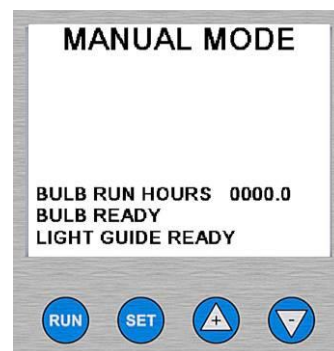 MANUAL MODE
BULB RUN HOURS 0000.0
BULB READY
LIGHT GUIDE READY
RUN SET + -